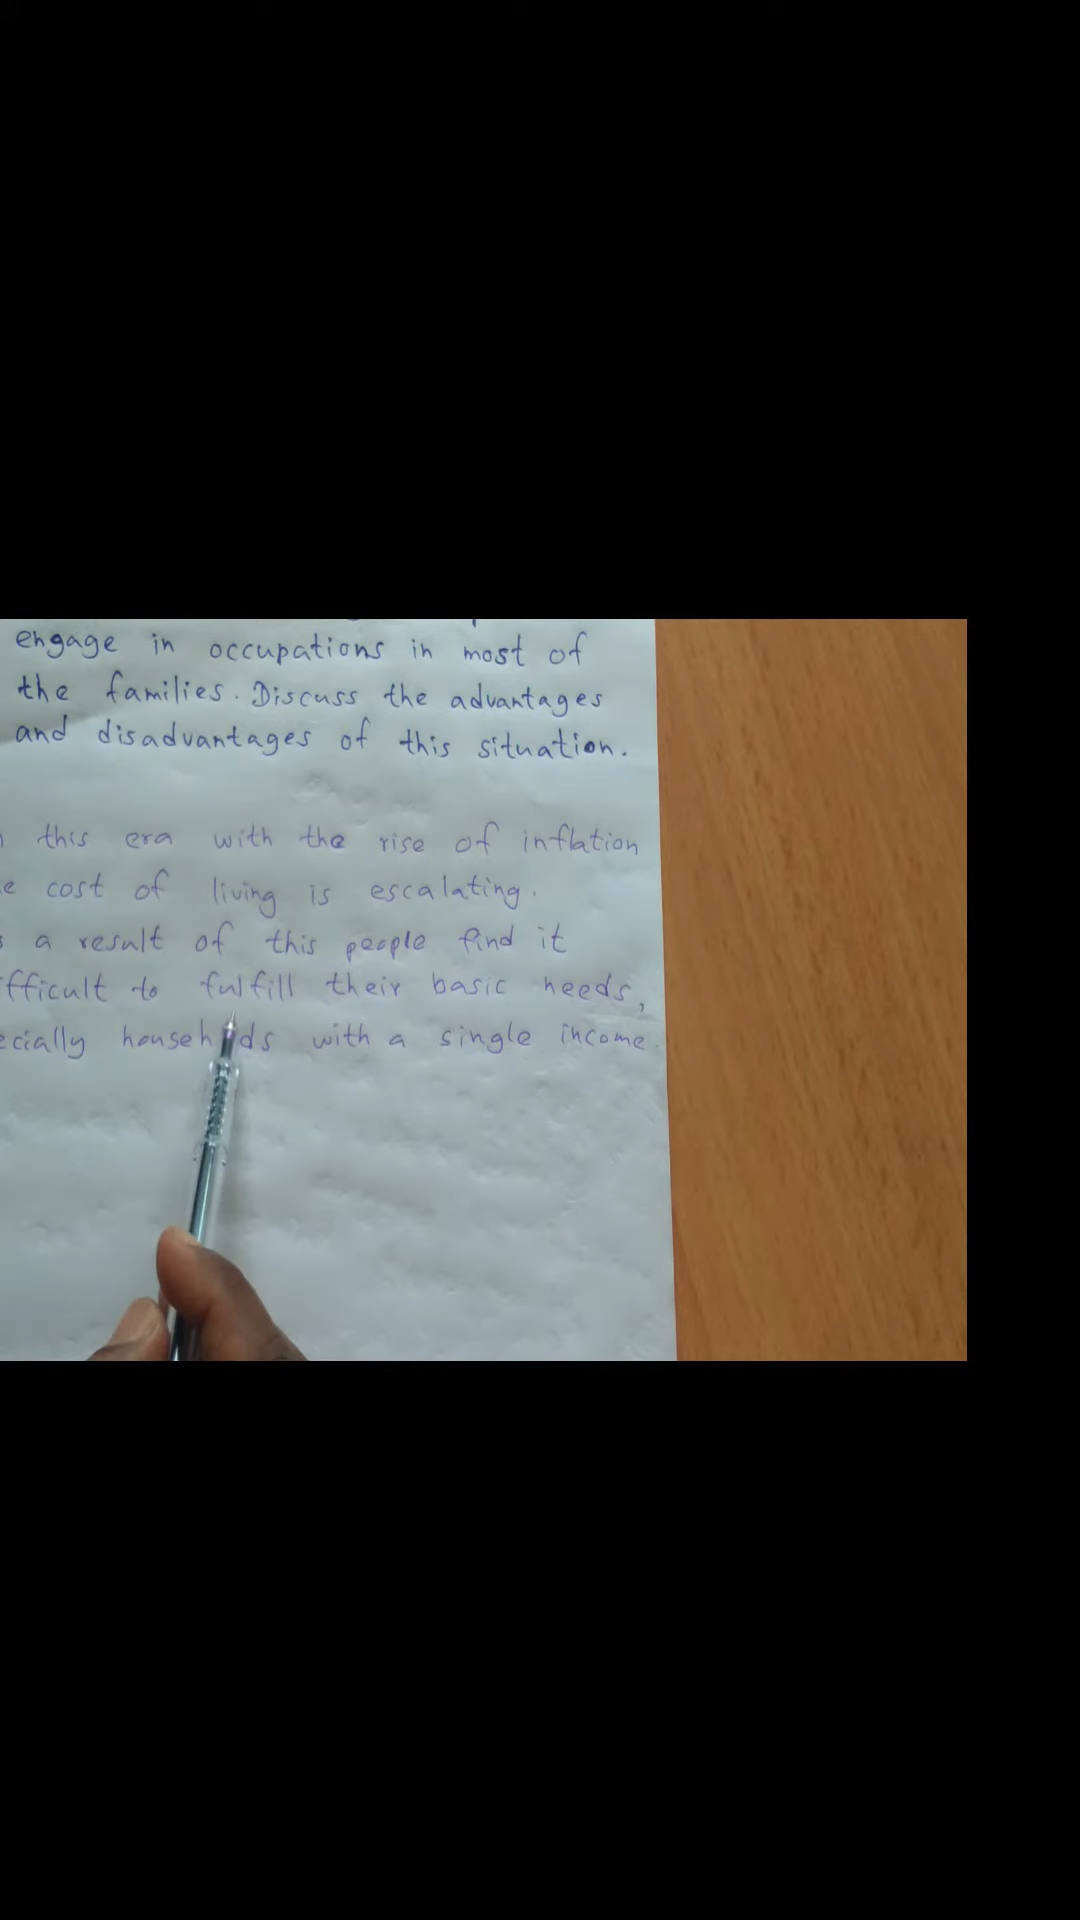 engage in occupations in most of
the families. Discuss the advantages
and disadvantages of this situation.
this era with the rise of inflation
cost of living is escalating.
a result of this people find it
to fulfill their basic needs,
with a single income.